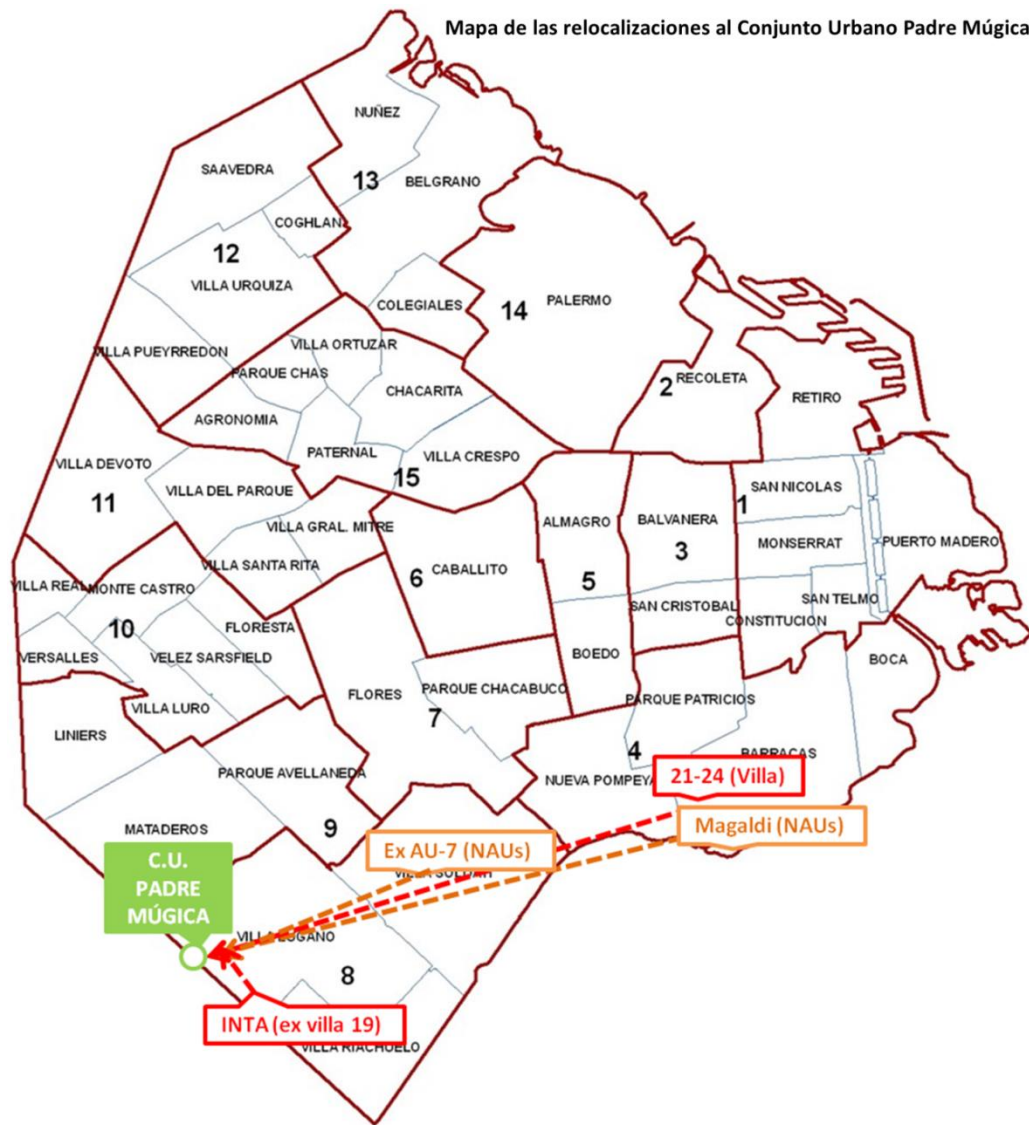 Mapa de las relocalizaciones al Conjunto Urbano Padre Múgica
NUÑEZ
SAAVEDRA
13
BELGRANO
COGHLAN
12
VILLA URQUIZA
COLEGIALES
14
PALERMO
VILLA PUEYRREDON
VILLA ORTUZAR
PARQUE CHAS
2
RECOLETA
CHACARITA
RETIRO
AGRONOMIA
PATERNAL
VILLA CRESPO
15
VILLA DEVOTO
11
VILLA DEL PARQUE
SAN NICOLAS
1
ALMAGRO
BALVANERA
VILLA GRAL. MITRE
MONSERRAT
PUERTO MADERO
3
VILLA SANTA RITA
6
CABALLITO
5
VILLA REAL
MONTE CASTRO
SAN TELMO
SAN CRISTOBAL
CONSTITUCION
10
FLORESTA
VERSALLES
VELEZ SARSFIELD
BOEDO
BOCA
FLORES
PARQUE CHACABUCO
PARQUE PATRICIOS
VILLA LURO
7
LINIERS
4
BARRACAS
PARQUE AVELLANEDA
NUEVA POMPEYA
21-24 (Villa)
MATADEROS
9
Magaldi (NAUs)
Ex AU-7 (NAUs)
VILLA SOLDATI
C.U.
PADRE
MÚGICA
VILLA LUGANO
8
INTA (ex villa 19)
VILLA RIACHUELO